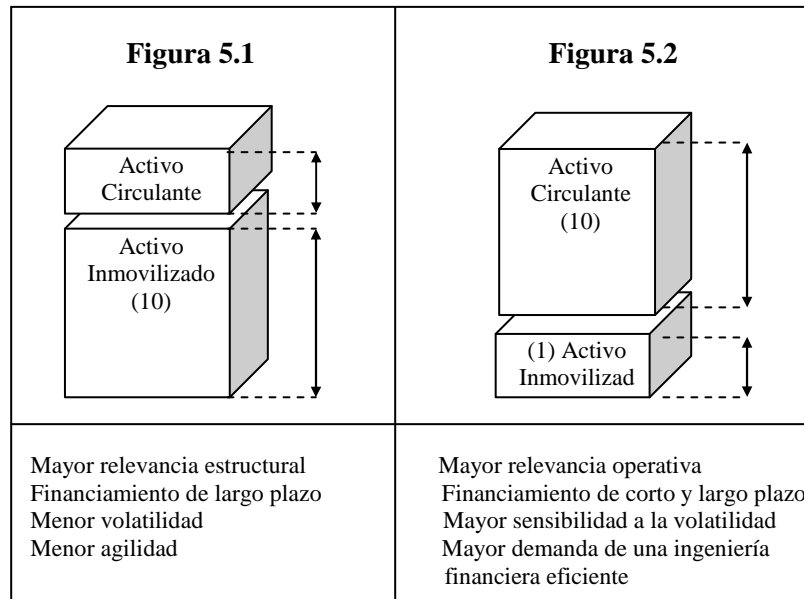 Figura 5.1
Activo
Circulante
Activo
Inmovilizado
(10)
Mayor relevancia estructural
Financiamiento de largo plazo
Menor volatilidad
Menor agilidad
Figura 5.2
Activo
Circulante
(10)
(1) Activo
Inmovilizad
Mayor relevancia operativa
Financiamiento de corto y largo plazo
Mayor sensibilidad a la volatilidad
Mayor demanda de una ingeniería
financiera eficiente